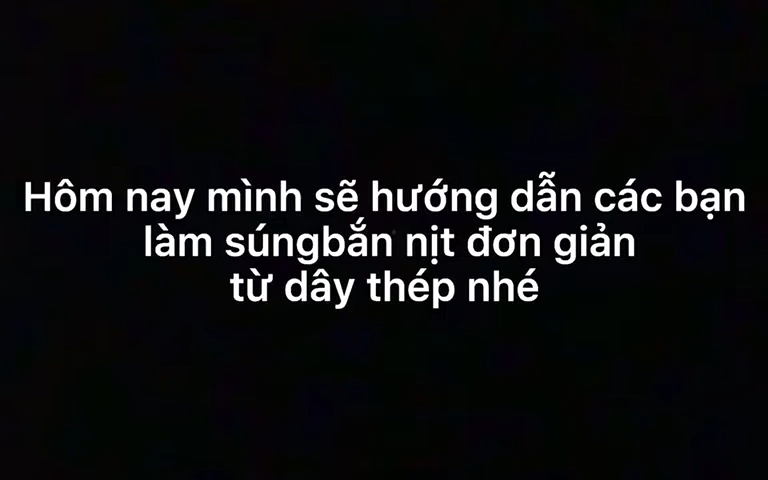 Hôm nay mình sẽ hướng dẫn các bạn
làm súngbắn nịt đơn giản
từ dây thép nhé